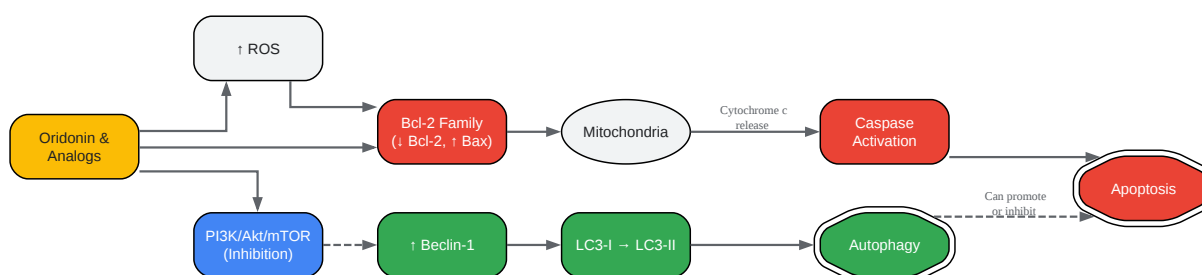 ↑ ROS
Oridonin &
Analogs
Bcl-2 Family
(↓ Bcl-2, ↑ Bax)
Mitochondria
Cytochrome c
release
Caspase
Activation
Apoptosis
PI3K/Akt/mTOR
(Inhibition)
↑ Beclin-1
LC3-I → LC3-II
Autophagy
Can promote
or inhibit